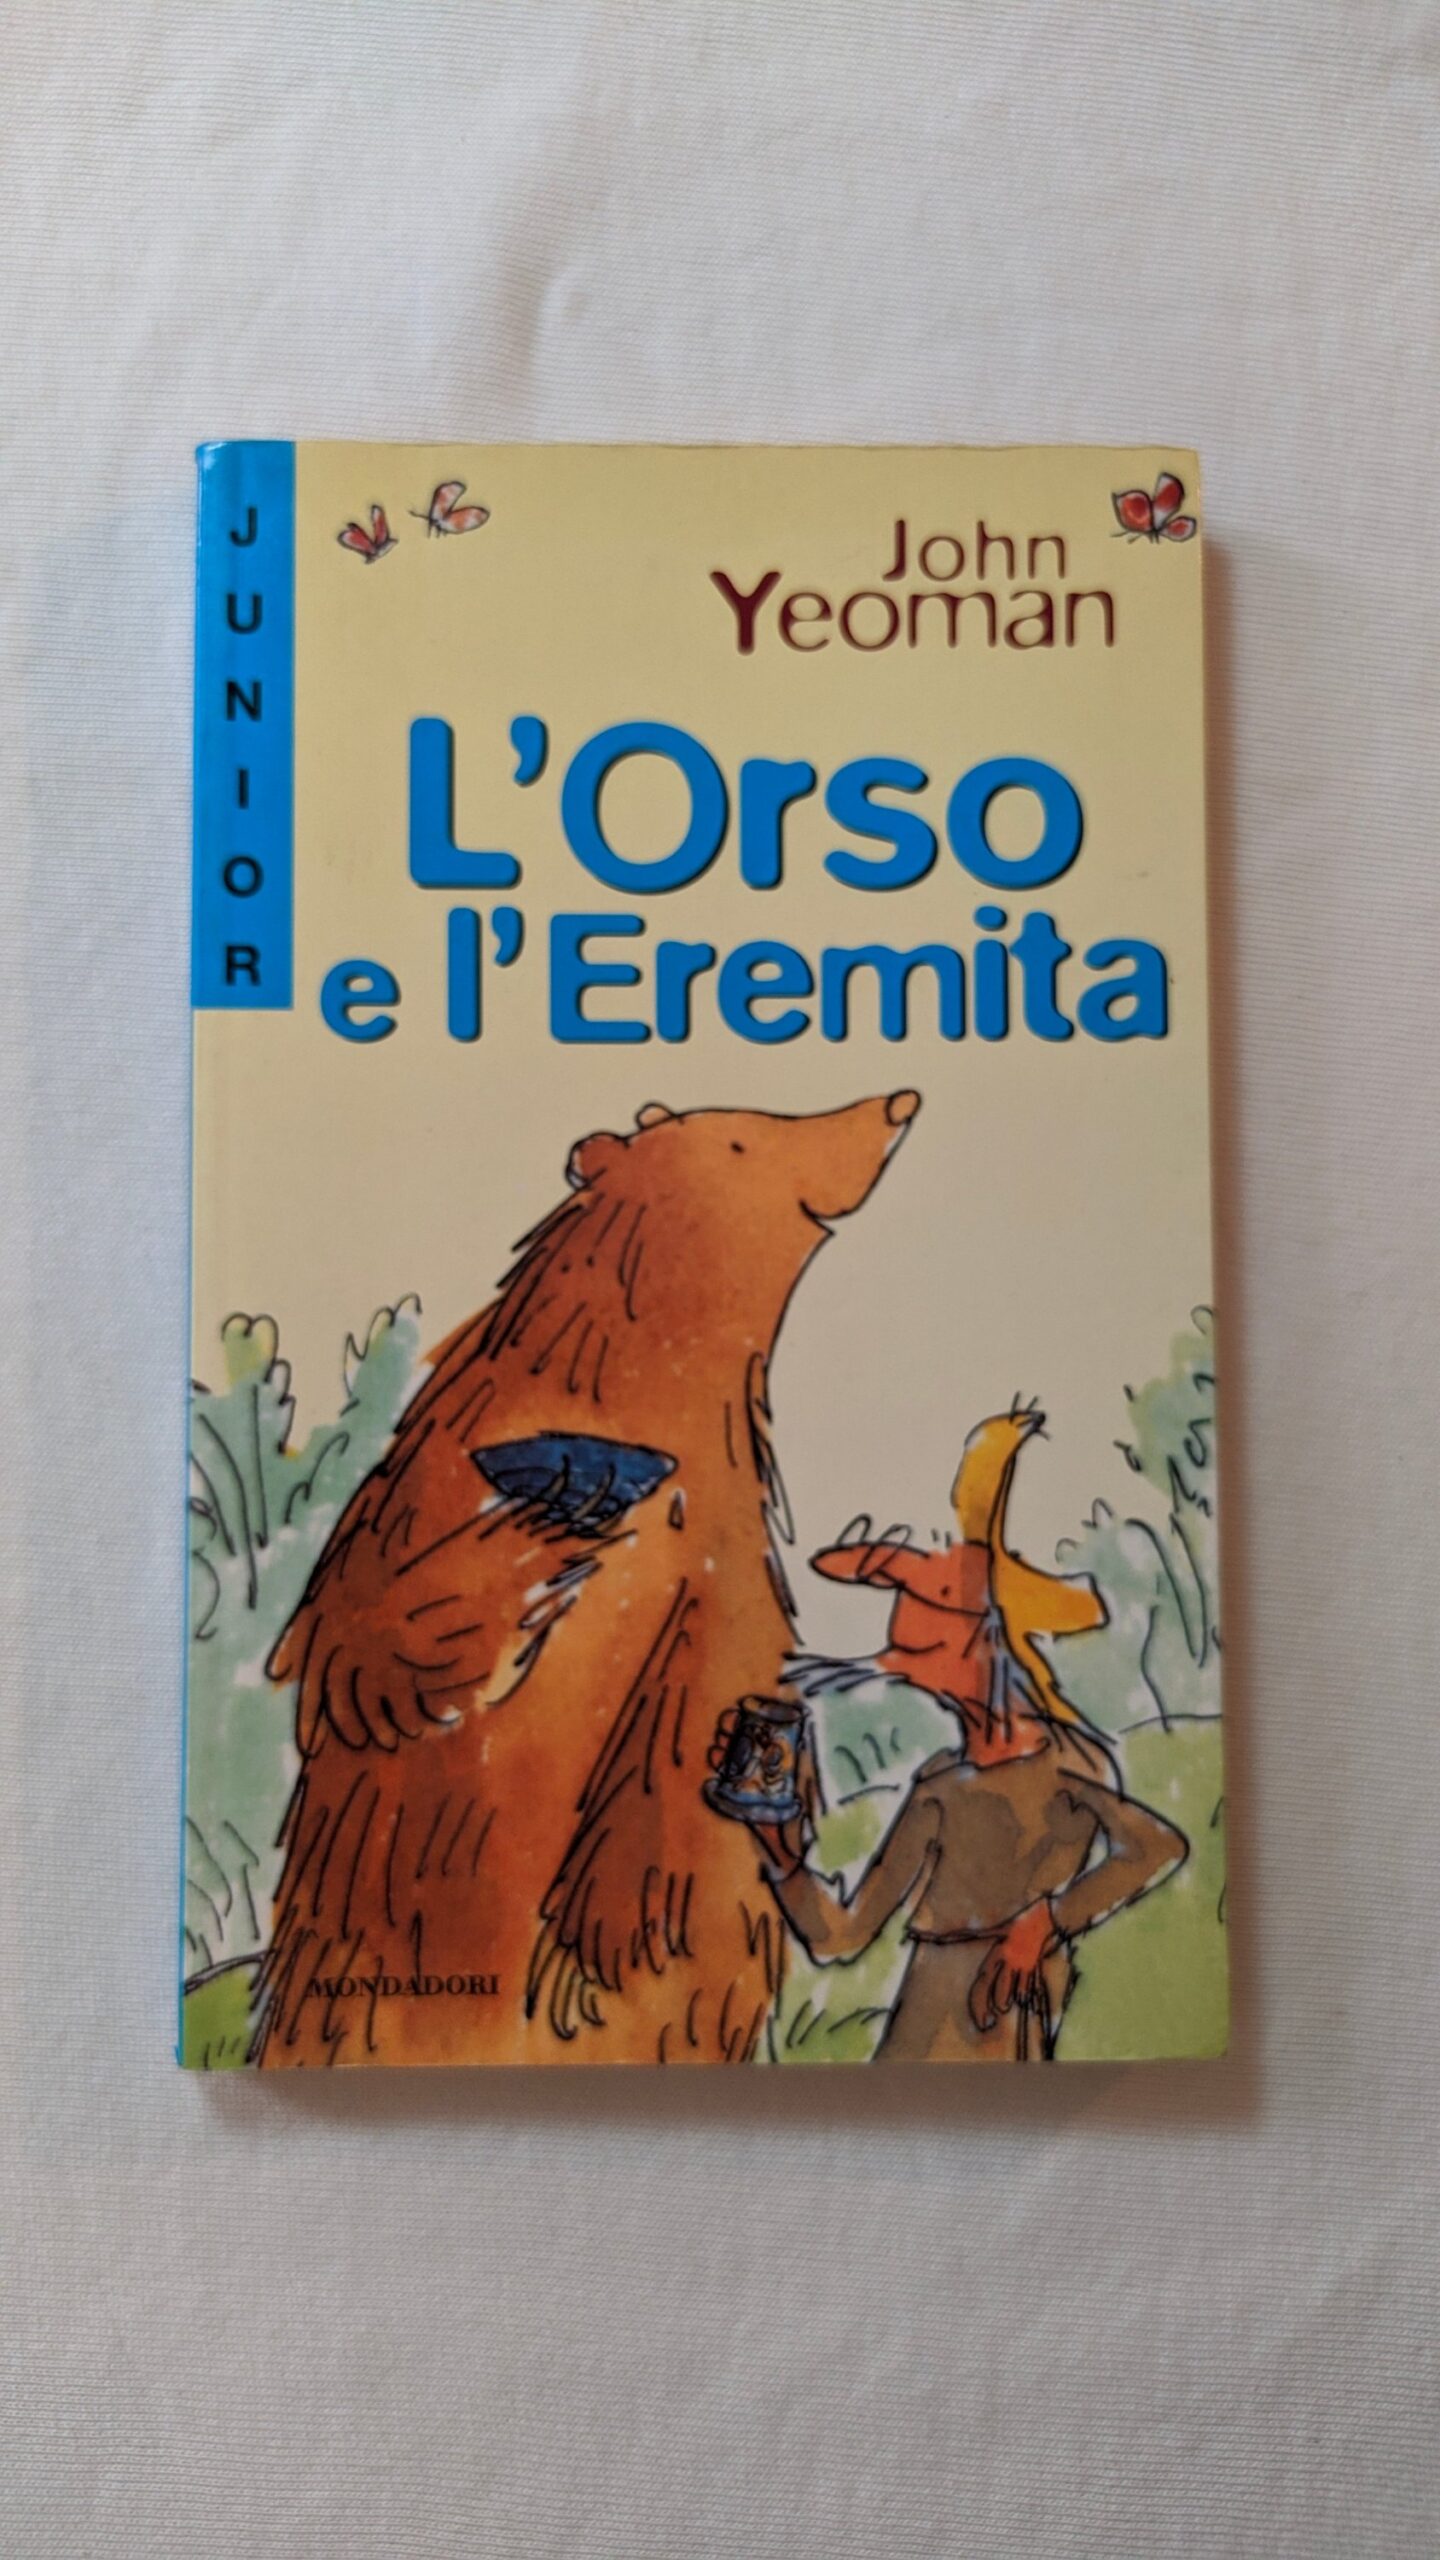 JUNIOR
John
Yeoman
L'Orso
e l'Eremita
MONDADORI